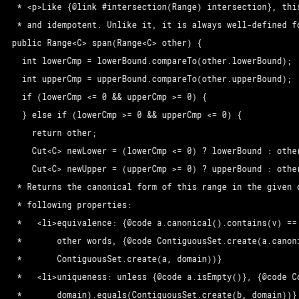 * <p>Like {@link #intersection(Range) intersection}, this
* and idempotent. Unlike it, it is always well-defined fo
public Range<C> span(Range<C> other) {
int lowerCmp = lowerBound.compareTo(other.lowerBound);
int upperCmp = upperBound.compareTo(other.upperBound);
if (lowerCmp <= 0 && upperCmp >= 0) {
} else if (lowerCmp >= 0 && upperCmp <= 0) {
return other;
Cut<C> newLower = (lowerCmp <= 0) ? lowerBound : othe
Cut<C> newUpper = (upperCmp >= 0) ? upperBound : othe
* Returns the canonical form of this range in the given d
* following properties:
* <li>equivalence: {@code a.canonical().contains(v) ==
* other words, {@code ContiguousSet.create(a.canoni
* ContiguousSet.create(a, domain))}
* <li>uniqueness: unless {@code a.isEmpty()}, {@code Co
* domain).equals(ContiguousSet.create(b, domain))}